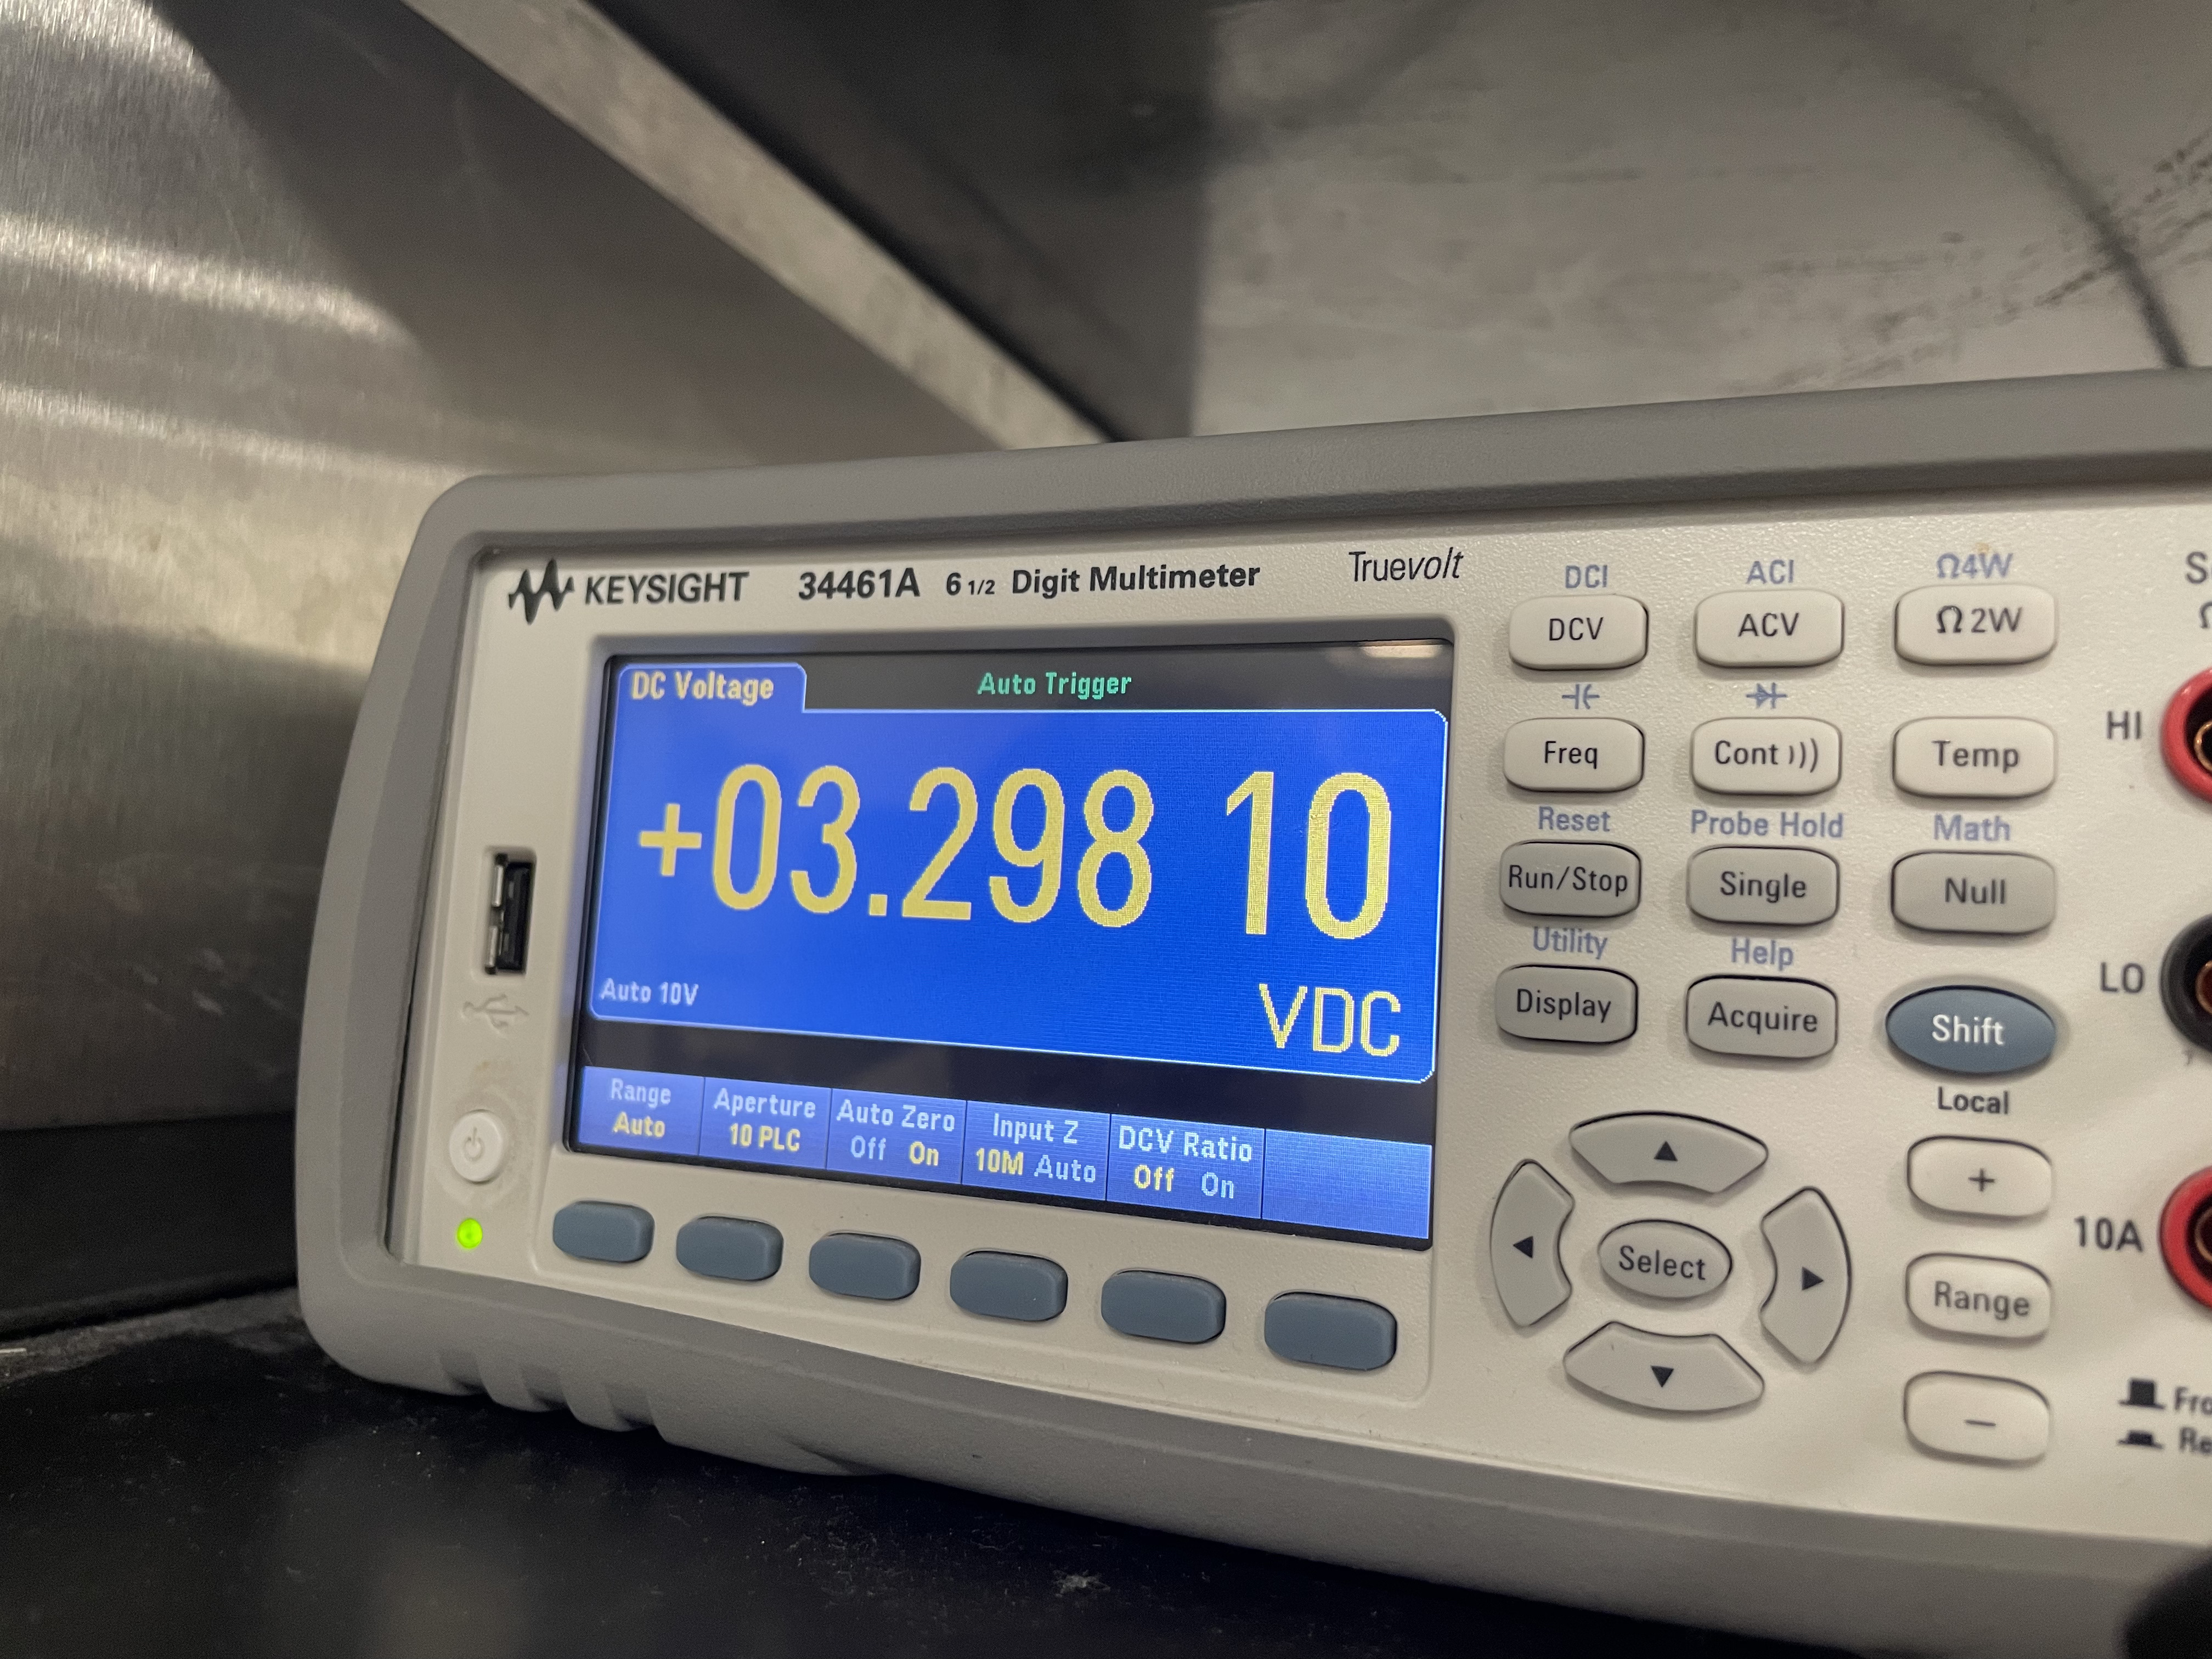 KEYSIGHT 34461A 6 1/2 Digit Multimeter Truevolt
DC Voltage Auto Trigger
+03.298 10
Auto 10V VDC
Range Aperture Auto Zero Input Z DCV Ratio
Auto 10 PLC Off On 10M Auto Off On
DCI ACI Ω4W
DCV ACV Ω2W
Freq Cont Temp
Reset Probe Hold Math
Run/Stop Single Null
Utility Help
Display Acquire Shift
Local
+
Select
Range
−
HI
LO
10A